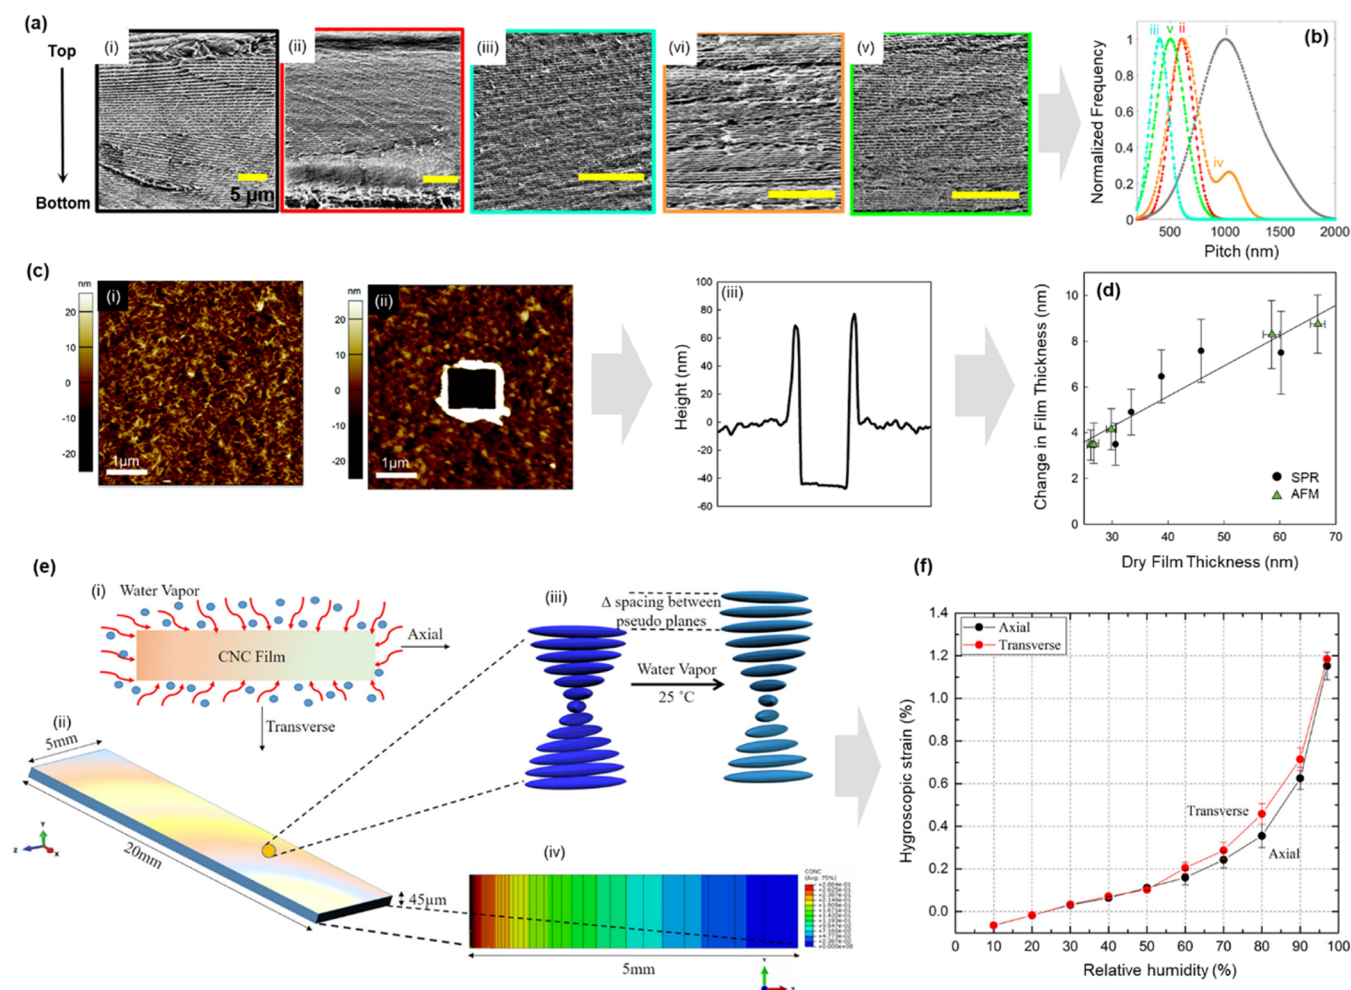 (a)
Top
Bottom
(i)
5 µm
(ii)
(iii)
(vi)
(v)
(b)
iii
v
ii
i
iv
Normalized Frequency
1
0.8
0.6
0.4
0.2
0
500
1000
1500
2000
Pitch (nm)
(c)
nm
20
10
0
-10
-20
(i)
1µm
nm
20
10
0
-10
-20
(ii)
1µm
(iii)
Height (nm)
100
80
60
40
20
0
-20
-40
-60
(d)
Change in Film Thickness (nm)
10
8
6
4
2
0
SPR
AFM
30
40
50
60
70
Dry Film Thickness (nm)
(e)
(i)
Water Vapor
CNC Film
Axial
Transverse
(ii)
5mm
20mm
45µm
Y
Z
X
(iii)
Δ spacing between
pseudo planes
Water Vapor
25 ˚C
(iv)
CONC
(Avg: 75%)
5mm
(f)
Hygroscopic strain (%)
1.4
1.2
1.0
0.8
0.6
0.4
0.2
0.0
Axial
Transverse
Transverse
Axial
0
10
20
30
40
50
60
70
80
90
100
Relative humidity (%)